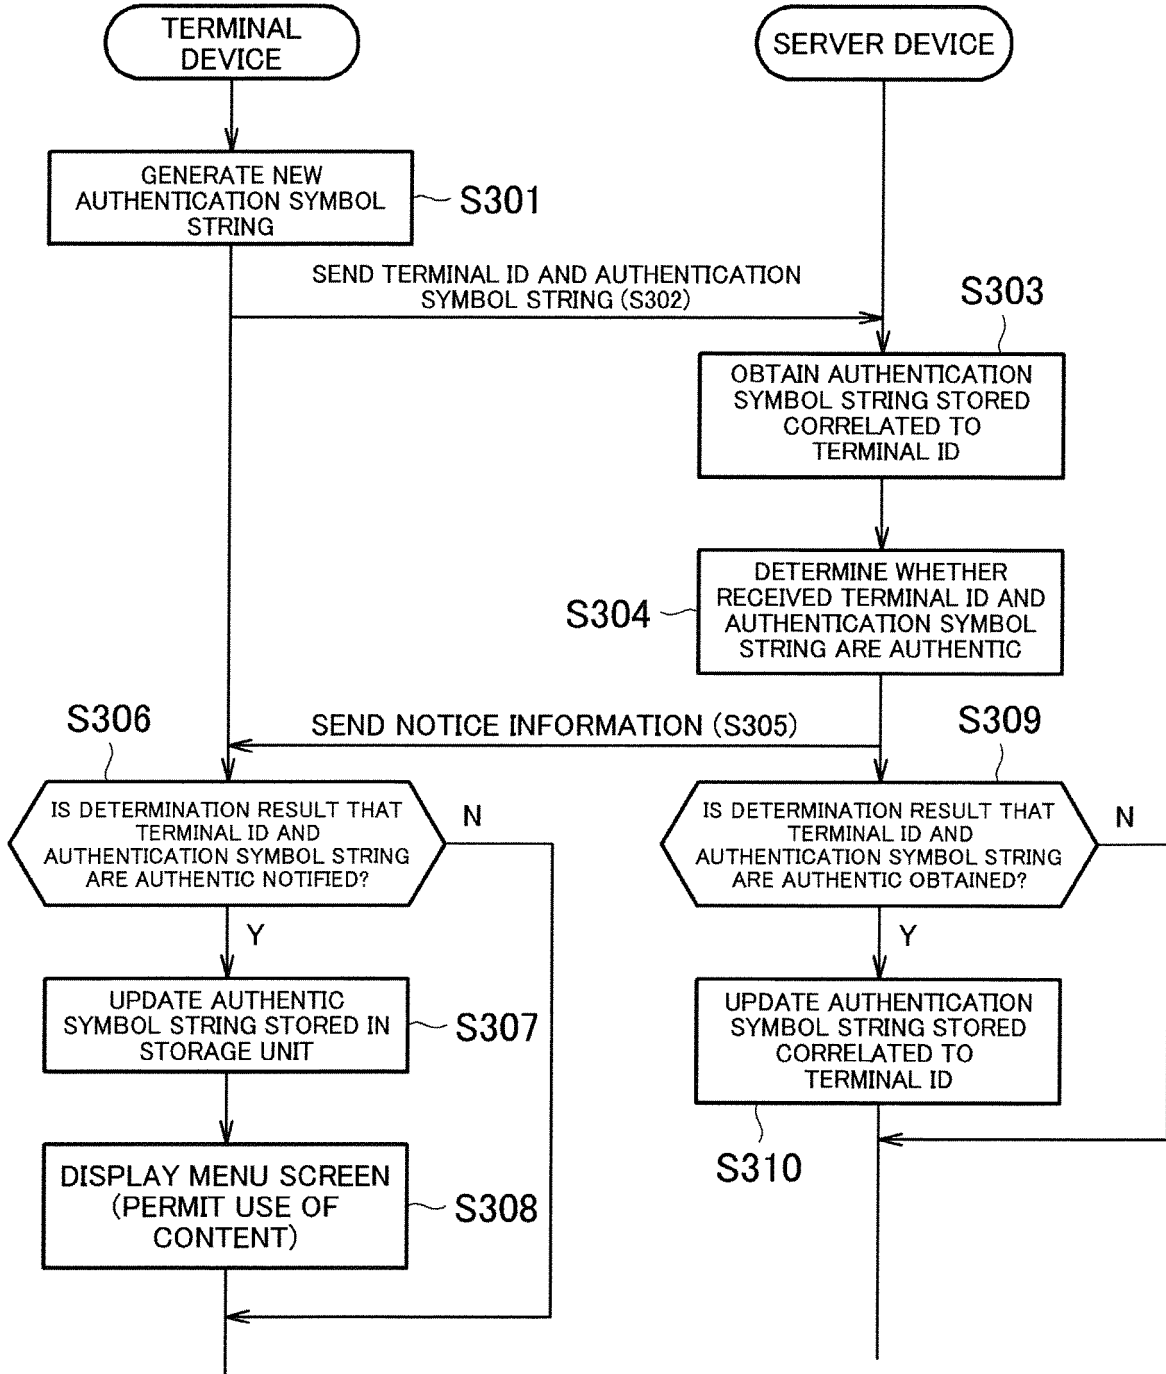 TERMINAL
DEVICE
SERVER DEVICE
GENERATE NEW
AUTHENTICATION SYMBOL
STRING
S301
SEND TERMINAL ID AND AUTHENTICATION
SYMBOL STRING (S302)
S303
OBTAIN AUTHENTICATION
SYMBOL STRING STORED
CORRELATED TO
TERMINAL ID
DETERMINE WHETHER
RECEIVED TERMINAL ID AND
AUTHENTICATION SYMBOL
STRING ARE AUTHENTIC
S304
SEND NOTICE INFORMATION (S305)
S306
IS DETERMINATION RESULT THAT
TERMINAL ID AND
AUTHENTICATION SYMBOL STRING
ARE AUTHENTIC NOTIFIED?
N
Y
S309
IS DETERMINATION RESULT THAT
TERMINAL ID AND
AUTHENTICATION SYMBOL STRING
ARE AUTHENTIC OBTAINED?
N
Y
UPDATE AUTHENTIC
SYMBOL STRING STORED IN
STORAGE UNIT
S307
UPDATE AUTHENTICATION
SYMBOL STRING STORED
CORRELATED TO
TERMINAL ID
S310
DISPLAY MENU SCREEN
(PERMIT USE OF
CONTENT)
S308